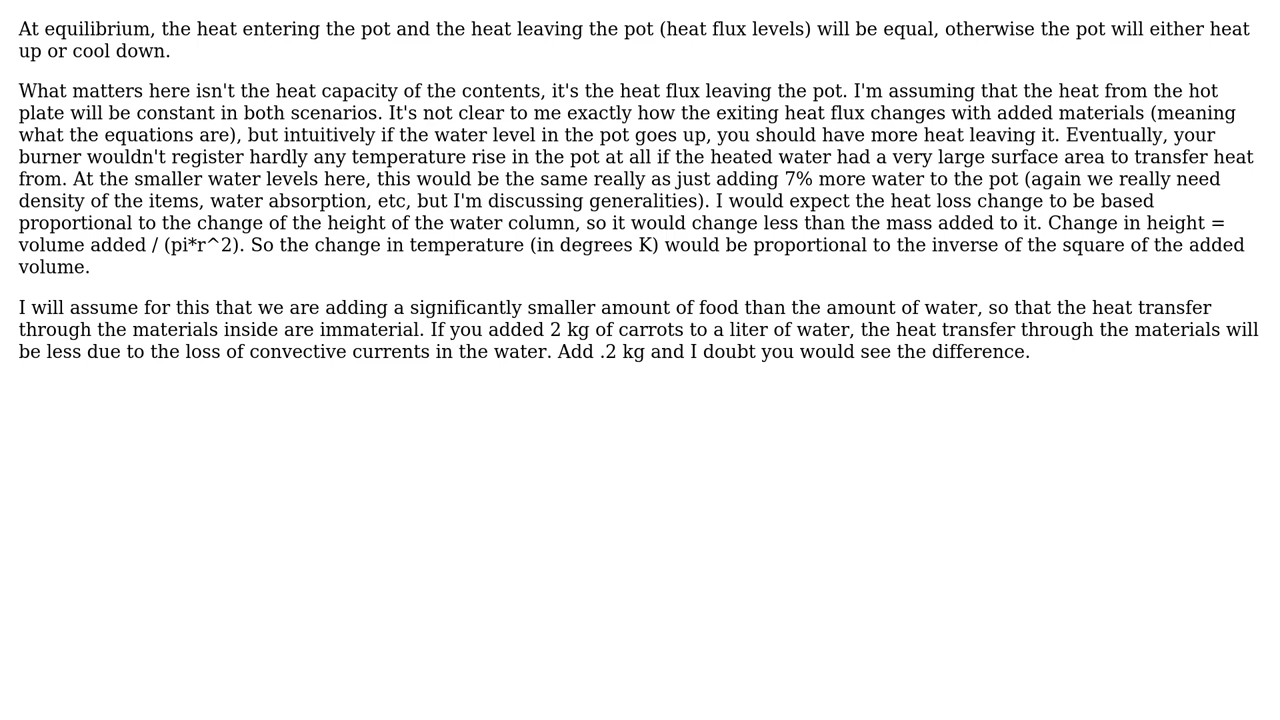 At equilibrium, the heat entering the pot and the heat leaving the pot (heat flux levels) will be equal, otherwise the pot will either heat
up or cool down.
What matters here isn't the heat capacity of the contents, it's the heat flux leaving the pot. I'm assuming that the heat from the hot
plate will be constant in both scenarios. It's not clear to me exactly how the exiting heat flux changes with added materials (meaning
what the equations are), but intuitively if the water level in the pot goes up, you should have more heat leaving it. Eventually, your
burner wouldn't register hardly any temperature rise in the pot at all if the heated water had a very large surface area to transfer heat
from. At the smaller water levels here, this would be the same really as just adding 7% more water to the pot (again we really need
density of the items, water absorption, etc, but I'm discussing generalities). I would expect the heat loss change to be based
proportional to the change of the height of the water column, so it would change less than the mass added to it. Change in height =
volume added / (pi*r^2). So the change in temperature (in degrees K) would be proportional to the inverse of the square of the added
volume.
I will assume for this that we are adding a significantly smaller amount of food than the amount of water, so that the heat transfer
through the materials inside are immaterial. If you added 2 kg of carrots to a liter of water, the heat transfer through the materials will
be less due to the loss of convective currents in the water. Add .2 kg and I doubt you would see the difference.